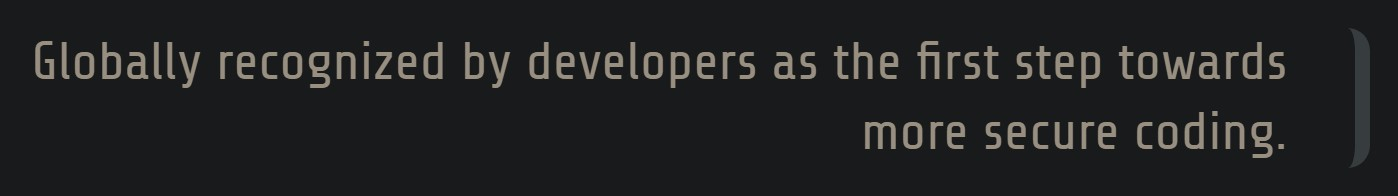 Globally recognized by developers as the first step towards
more secure coding.